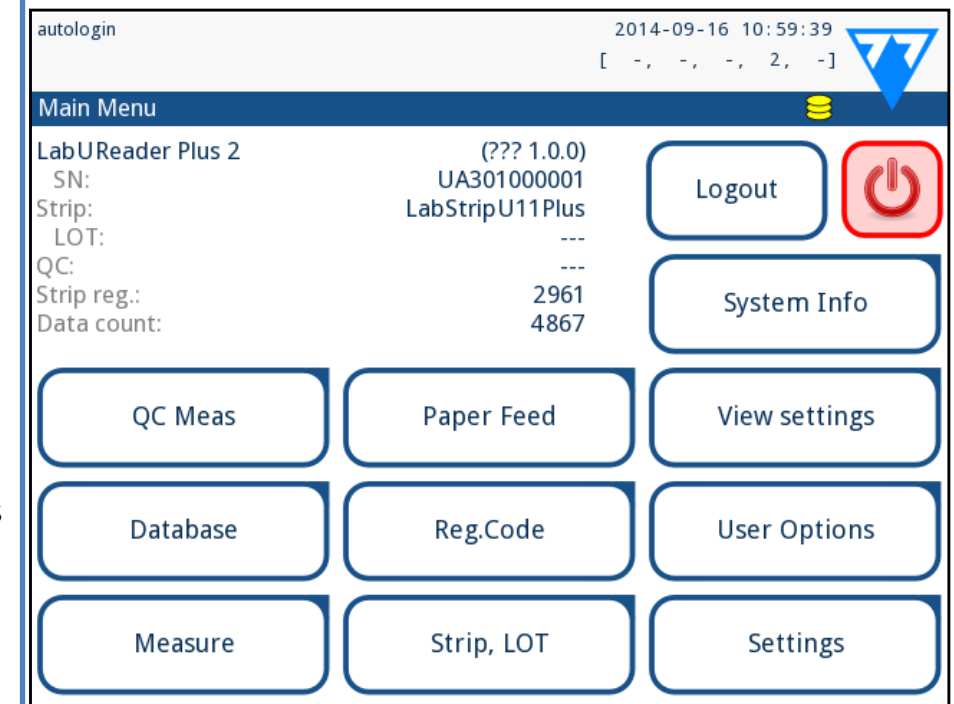 autologin 2014-09-16 10:59:39
[ -, -, -, 2, -]
Main Menu
LabUReader Plus 2 (??? 1.0.0)
SN: UA301000001
Strip: LabStripU11Plus
LOT: ---
QC: ---
Strip reg.: 2961
Data count: 4867
Logout
System Info
QC Meas Paper Feed View settings
Database Reg.Code User Options
Measure Strip, LOT Settings